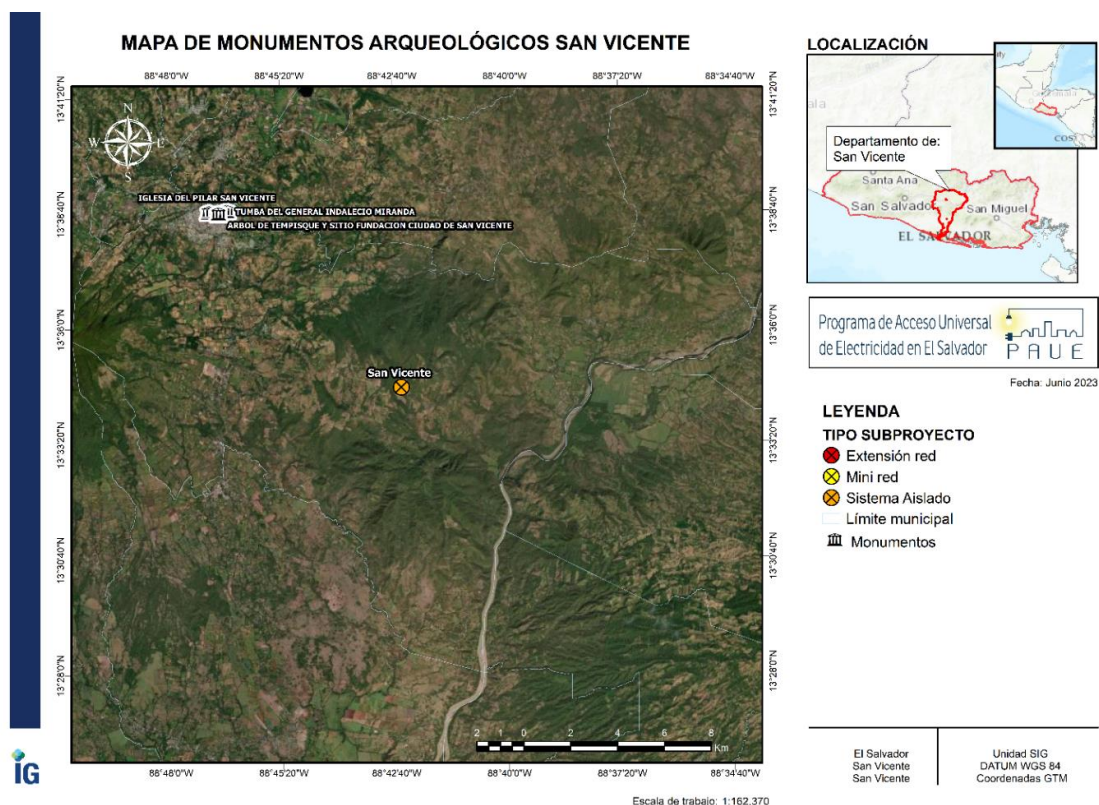 MAPA DE MONUMENTOS ARQUEOLÓGICOS SAN VICENTE
88°48'0"W
88°45'20"W
88°42'40"W
88°40'0"W
88°37'20"W
88°34'40"W
13°41'20"N
13°41'20"N
N
W
E
S
IGLESIA DEL PILAR SAN VICENTE
TUMBA DEL GENERAL INDALECIO MIRANDA
ARBOL DE TEMPISQUE Y SITIO FUNDACION CIUDAD DE SAN VICENTE
13°38'40"N
13°38'40"N
13°36'0"N
13°36'0"N
San Vicente
13°33'20"N
13°33'20"N
13°30'40"N
13°30'40"N
13°28'0"N
13°28'0"N
2 1 0 2 4 6 8
Km
88°48'0"W
88°45'20"W
88°42'40"W
88°40'0"W
88°37'20"W
88°34'40"W
Escala de trabajo: 1:162.370
LOCALIZACIÓN
Departamento de:
San Vicente
Santa Ana
San Salvador
San Miguel
EL SALVADOR
Programa de Acceso Universal
de Electricidad en El Salvador
PAUE
Fecha: Junio 2023
LEYENDA
TIPO SUBPROYECTO
Extensión red
Mini red
Sistema Aislado
Límite municipal
Monumentos
El Salvador
San Vicente
San Vicente
Unidad SIG
DATUM WGS 84
Coordenadas GTM
IG